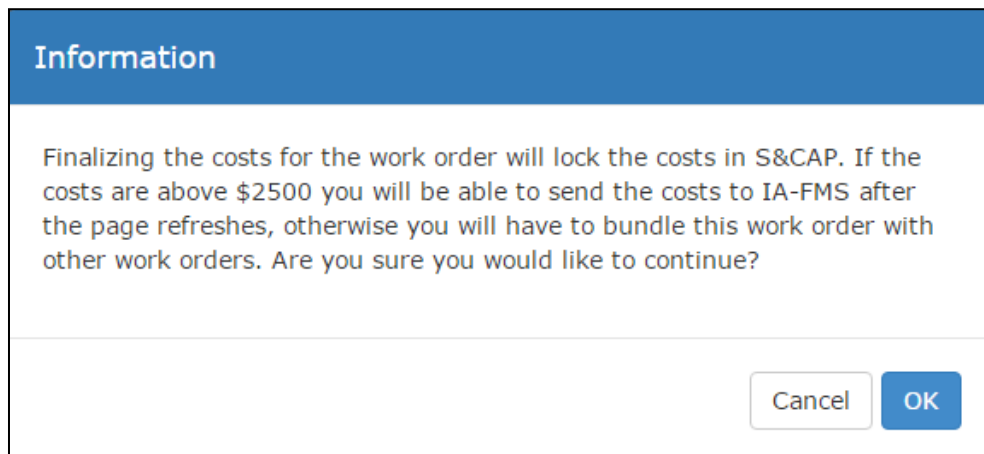 Information
Finalizing the costs for the work order will lock the costs in S&CAP. If the
costs are above $2500 you will be able to send the costs to IA-FMS after
the page refreshes, otherwise you will have to bundle this work order with
other work orders. Are you sure you would like to continue?
Cancel OK